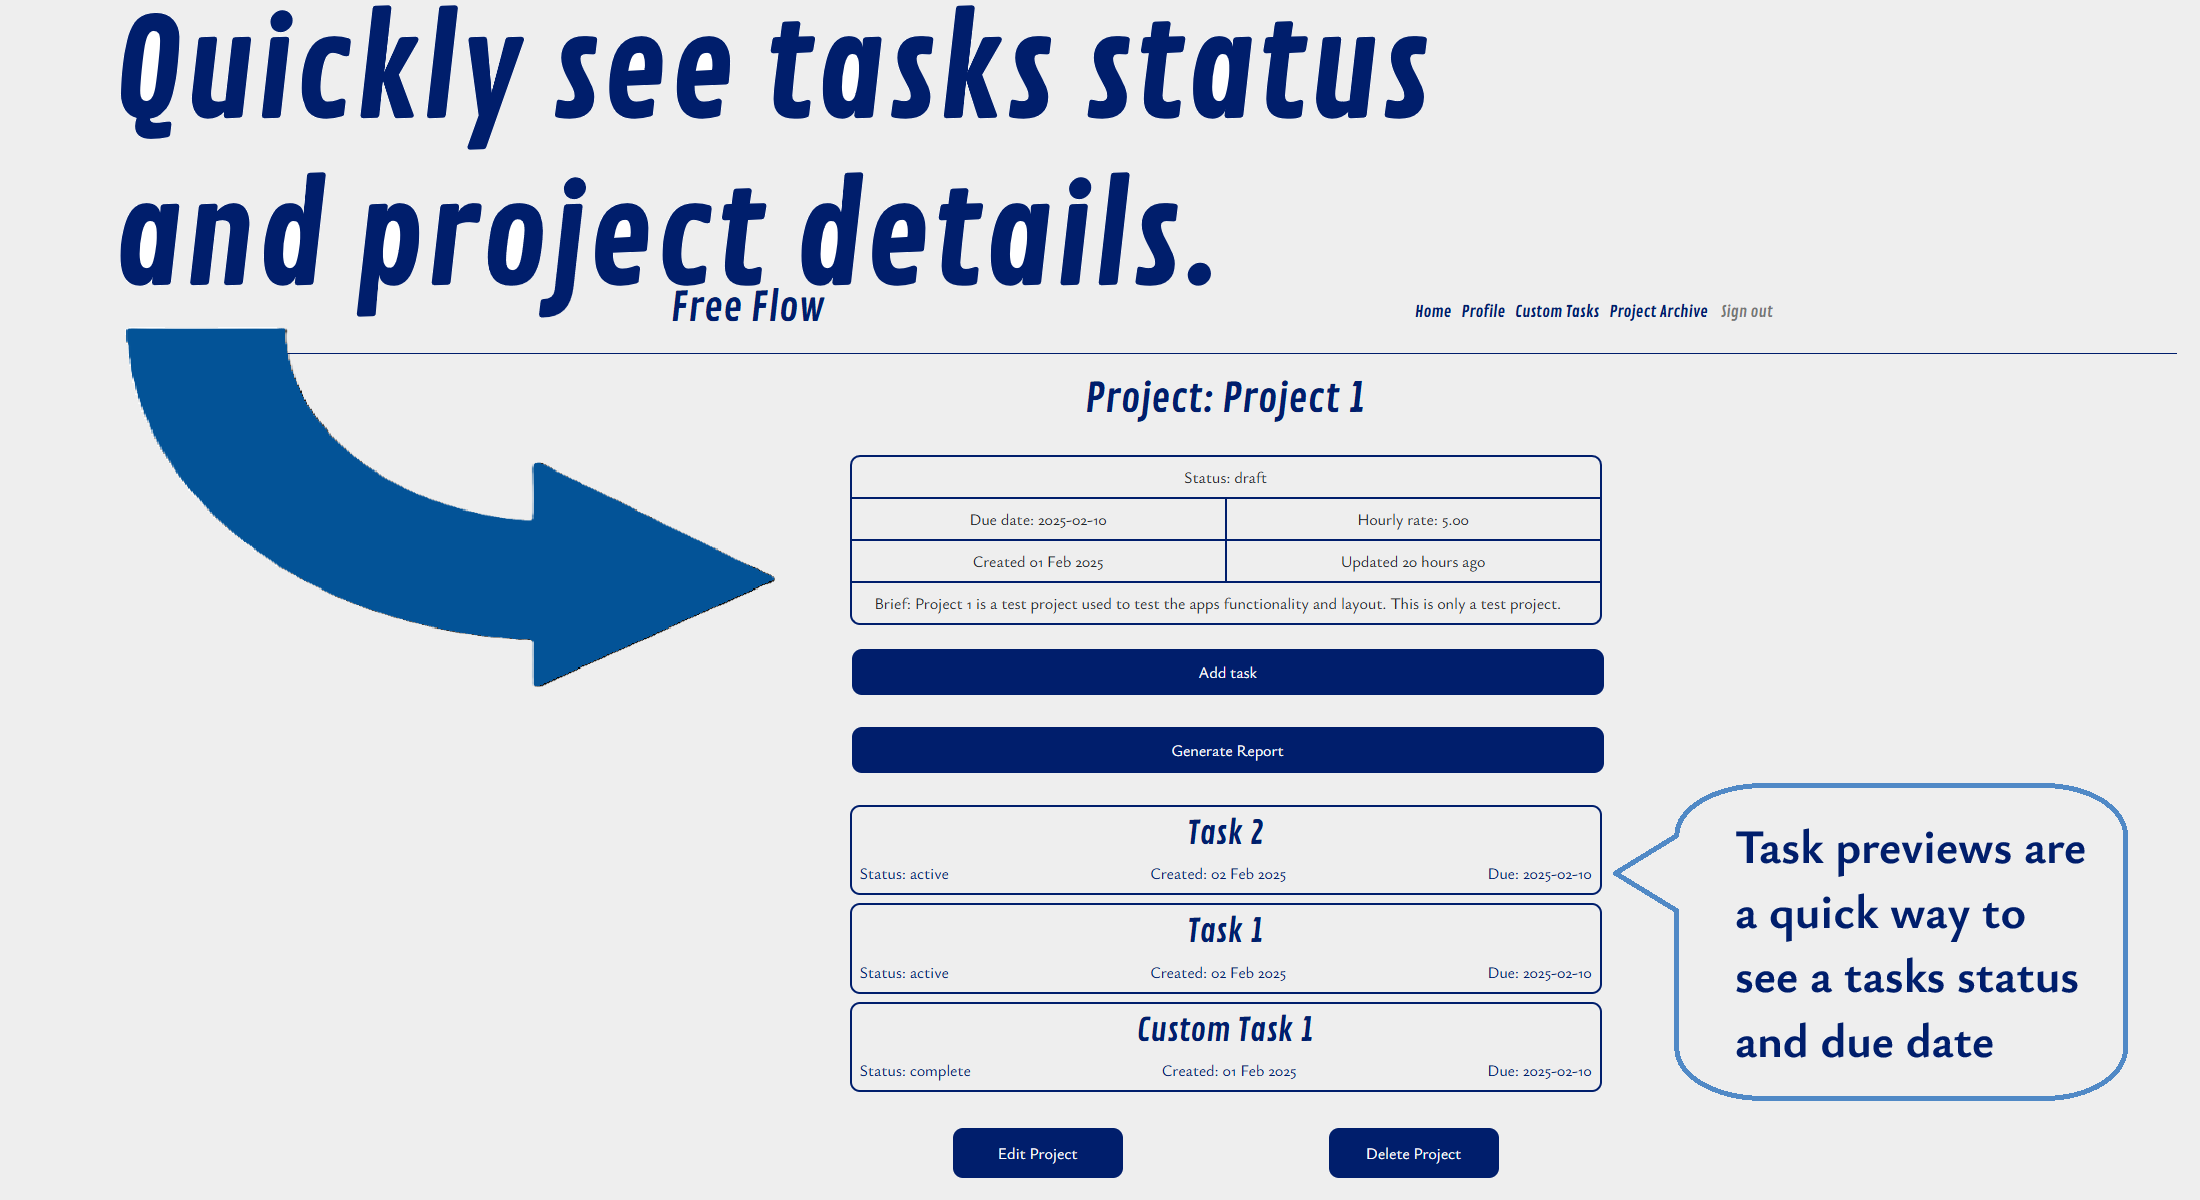 Quickly see tasks status
and project details.
Free Flow
Home Profile Custom Tasks Project Archive Sign out
Project: Project 1
Status: draft
Due date: 2025-02-10
Hourly rate: 5.00
Created 01 Feb 2025
Updated 20 hours ago
Brief: Project 1 is a test project used to test the apps functionality and layout. This is only a test project.
Add task
Generate Report
Task 2
Status: active
Created: 02 Feb 2025
Due: 2025-02-10
Task 1
Status: active
Created: 02 Feb 2025
Due: 2025-02-10
Custom Task 1
Status: complete
Created: 01 Feb 2025
Due: 2025-02-10
Task previews are
a quick way to
see a tasks status
and due date
Edit Project
Delete Project